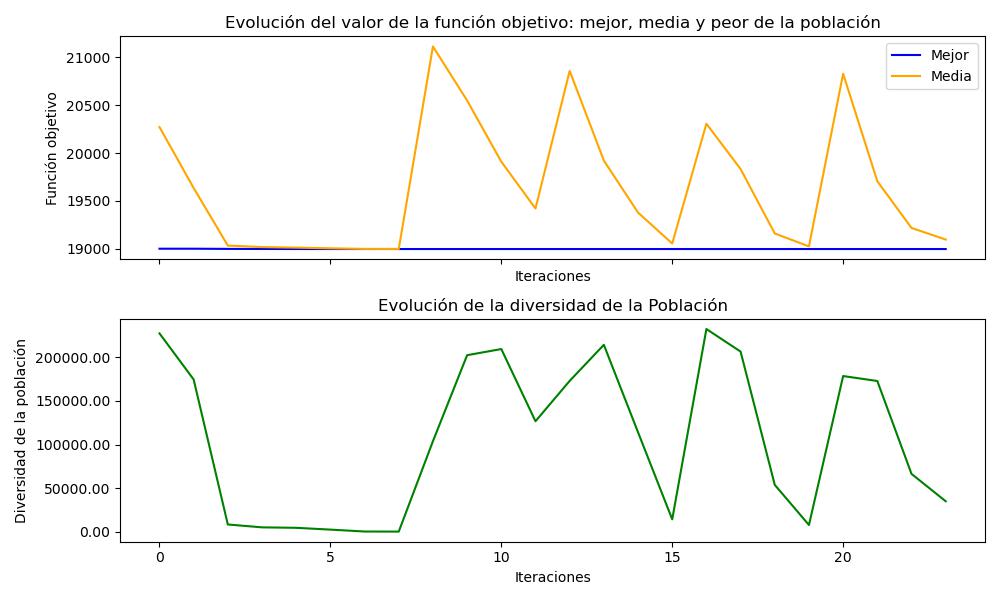 Evolución del valor de la función objetivo: mejor, media y peor de la población
Función objetivo
21000
20500
20000
19500
19000
Mejor
Media
Iteraciones
Evolución de la diversidad de la Población
Diversidad de la población
200000.00
150000.00
100000.00
50000.00
0.00
0
5
10
15
20
Iteraciones